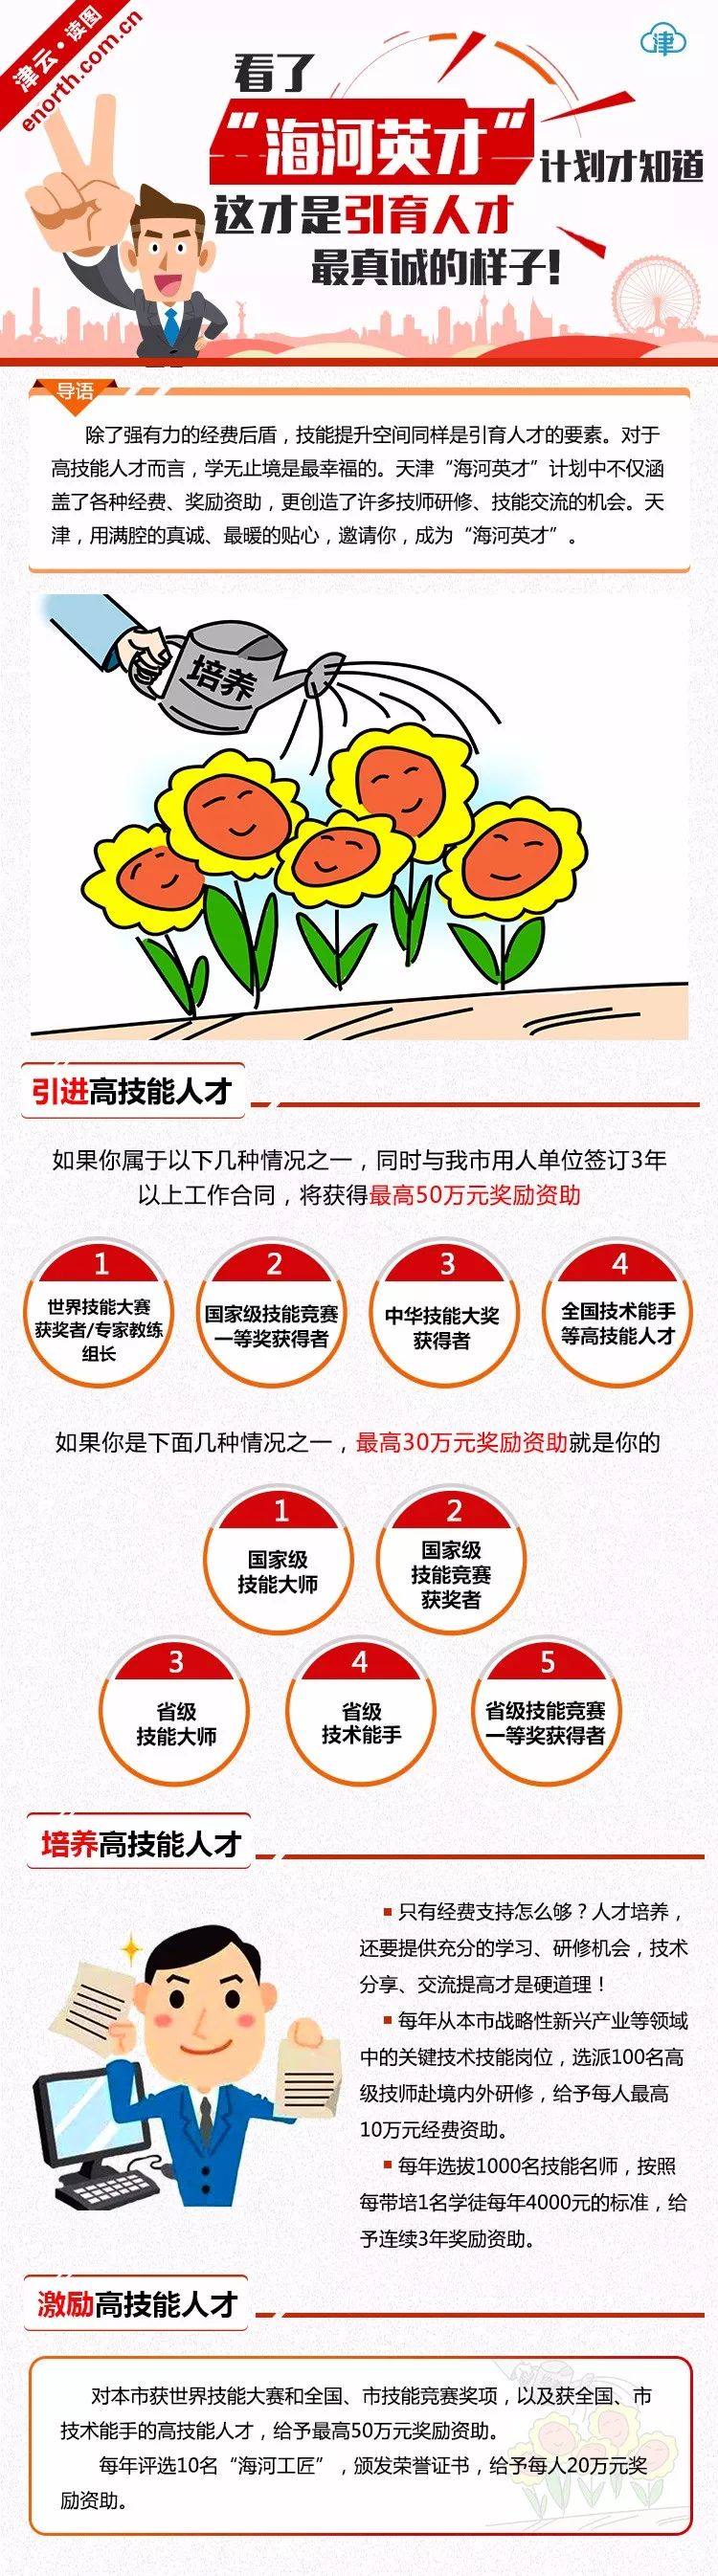 津云·读图
enorth.com.cn
津
看了
“海河英才”
计划才知道
这才是引育人才
最真诚的样子!
导语
除了强有力的经费后盾，技能提升空间同样是引育人才的要素。对于
高技能人才而言，学无止境是最幸福的。天津“海河英才”计划中不仅涵
盖了各种经费、奖励资助，更创造了许多技师研修、技能交流的机会。天
津，用满腔的真诚、最暖的贴心，邀请你，成为“海河英才”。
培养
引进高技能人才
如果你属于以下几种情况之一，同时与我市用人单位签订3年
以上工作合同，将获得最高50万元奖励资助
1
世界技能大赛
获奖者/专家教练
组长
2
国家级技能竞赛
一等奖获得者
3
中华技能大奖
获得者
4
全国技术能手
等高技能人才
如果你是下面几种情况之一，最高30万元奖励资助就是你的
1
国家级
技能大师
2
国家级
技能竞赛
获奖者
3
省级
技能大师
4
省级
技术能手
5
省级技能竞赛
一等奖获得者
培养高技能人才
只有经费支持怎么够？人才培养，
还要提供充分的学习、研修机会，技术
分享、交流提高才是硬道理！
每年从本市战略性新兴产业等领域
中的关键技术技能岗位，选派100名高
级技师赴境内外研修，给予每人最高
10万元经费资助。
每年选拔1000名技能名师，按照
每带培1名学徒每年4000元的标准，给
予连续3年奖励资助。
激励高技能人才
对本市获世界技能大赛和全国、市技能竞赛奖项，以及获全国、市
技术能手的高技能人才，给予最高50万元奖励资助。
每年评选10名“海河工匠”，颁发荣誉证书，给予每人20万元奖
励资助。